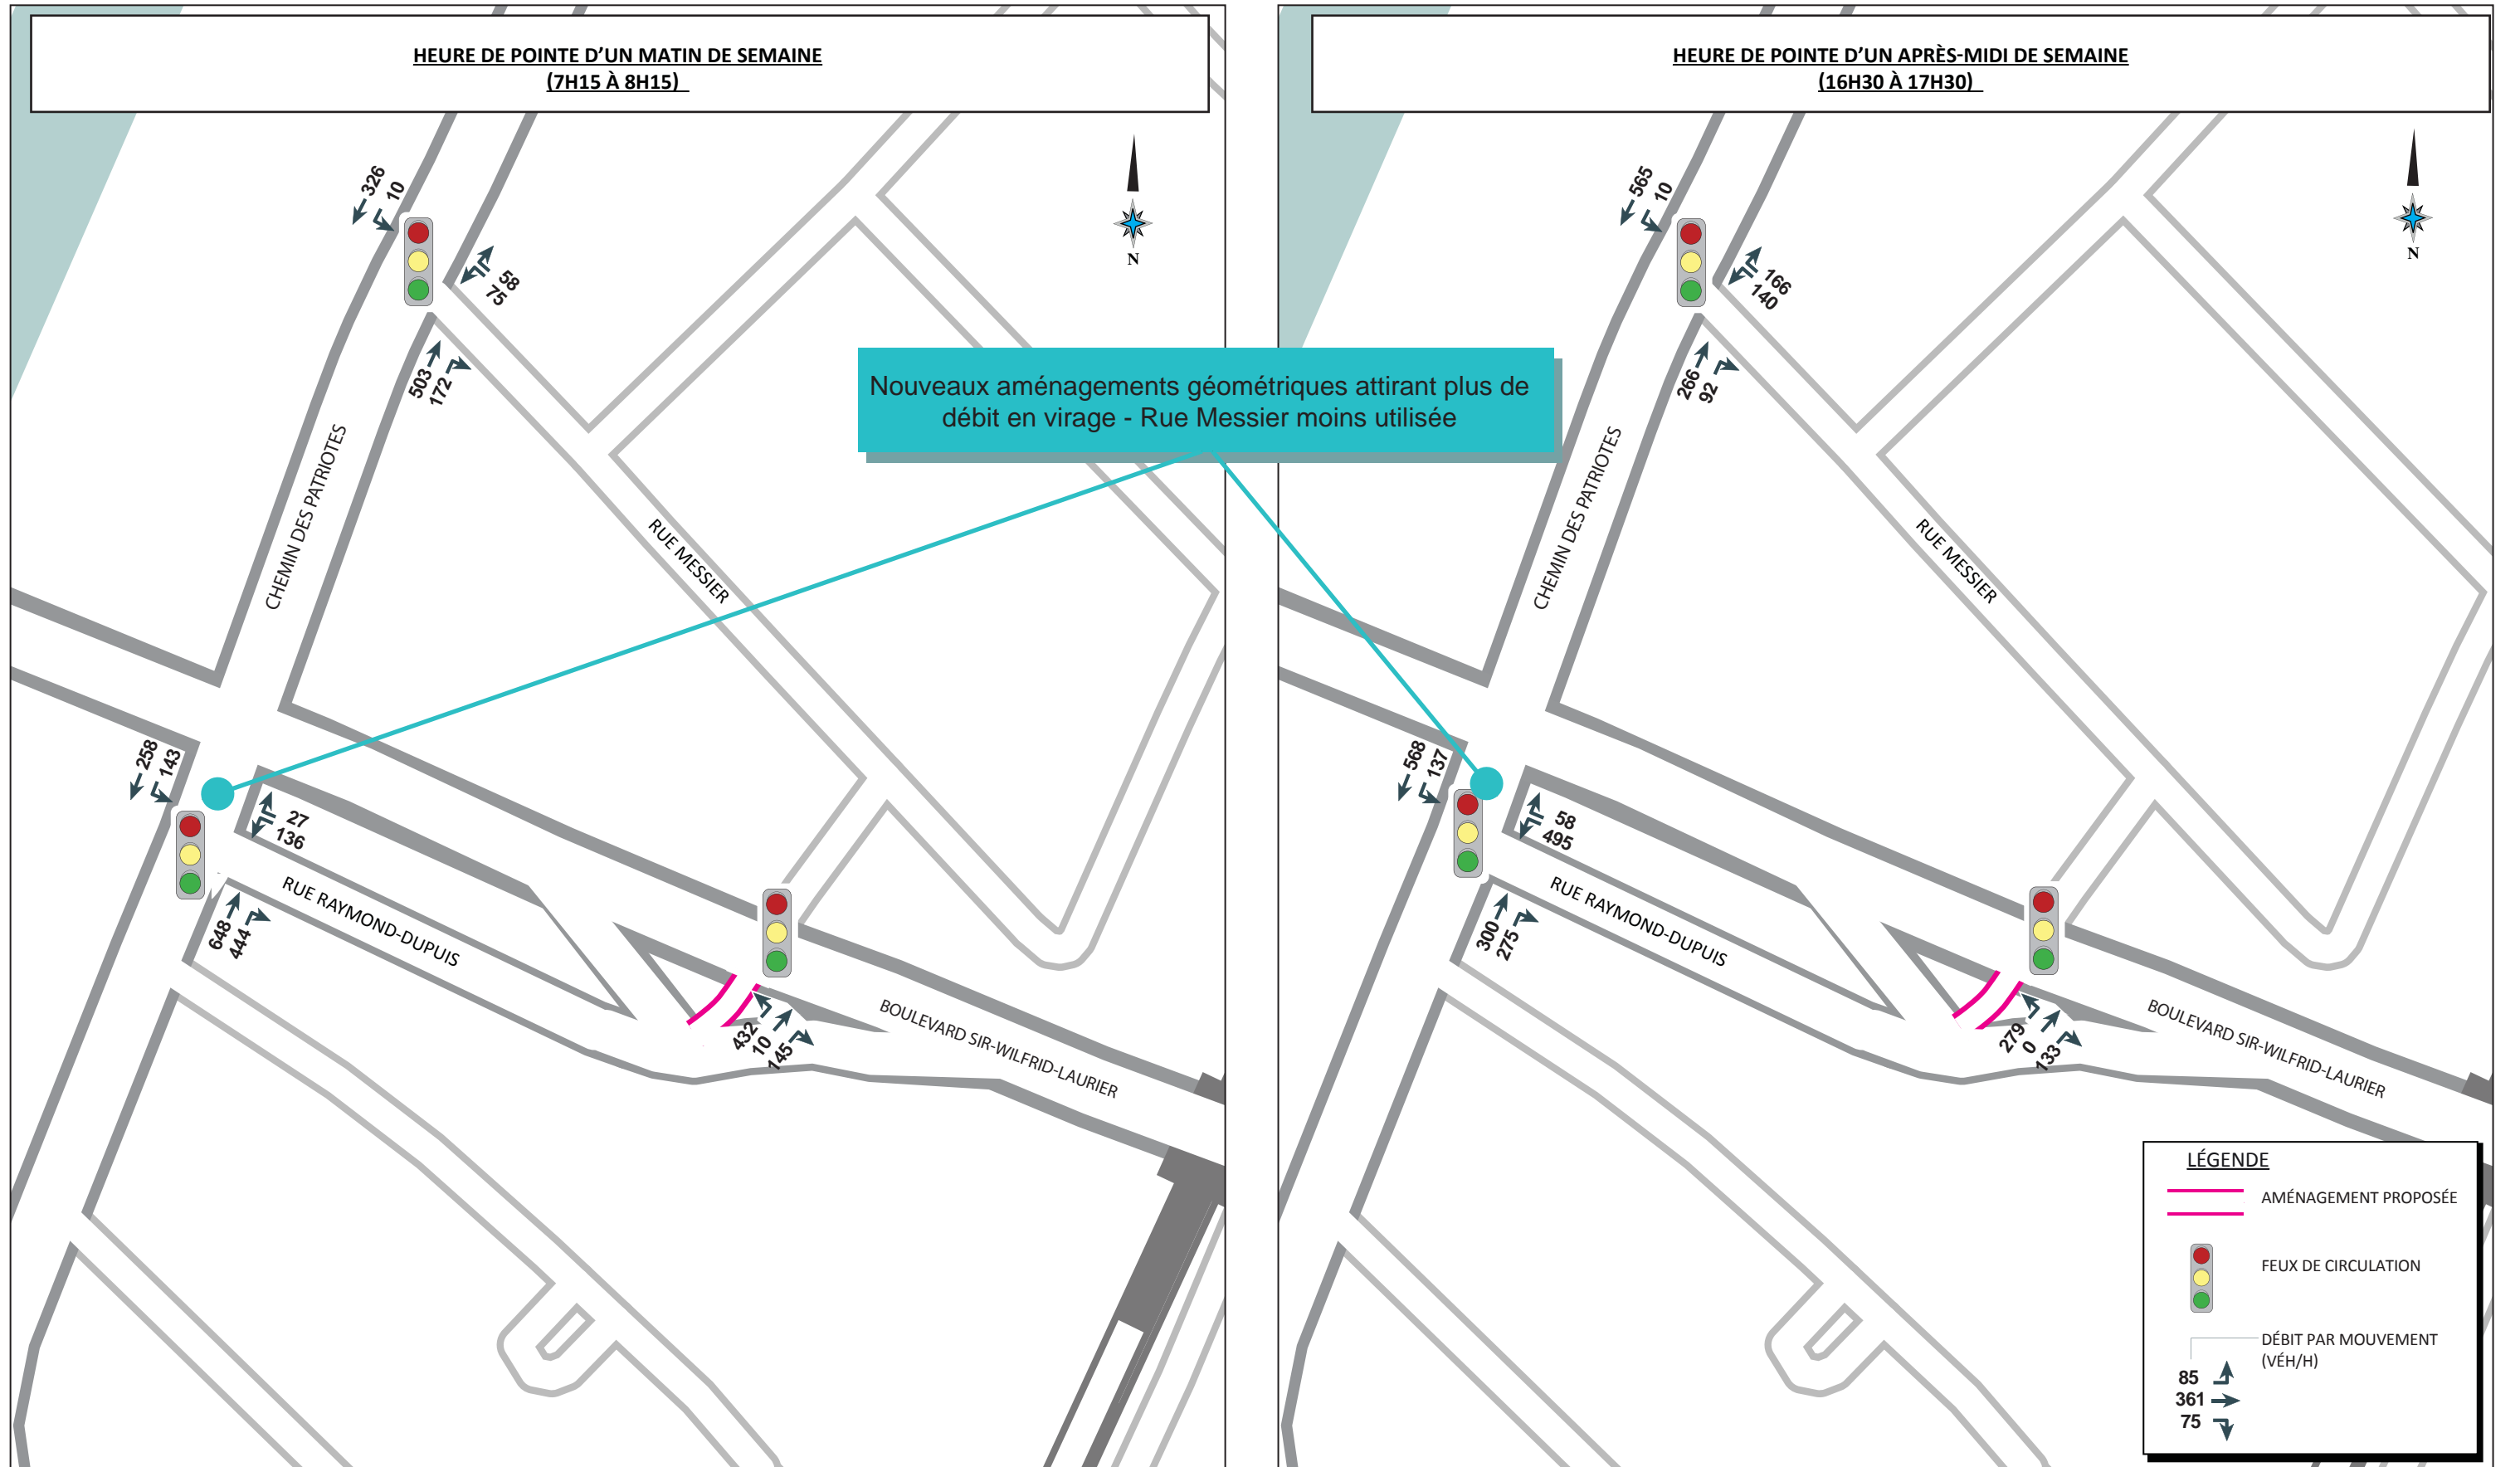 HEURE DE POINTE D’UN MATIN DE SEMAINE
(7H15 À 8H15)
326
10
58
75
503
172
CHEMIN DES PATRIOTES
RUE MESSIER
258
143
27
136
648
444
RUE RAYMOND-DUPUIS
432
10
145
BOULEVARD SIR-WILFRID-LAURIER
N
Nouveaux aménagements géométriques attirant plus de
débit en virage - Rue Messier moins utilisée
HEURE DE POINTE D’UN APRÈS-MIDI DE SEMAINE
(16H30 À 17H30)
565
10
166
140
266
92
CHEMIN DES PATRIOTES
RUE MESSIER
568
137
58
495
300
275
RUE RAYMOND-DUPUIS
279
0
133
BOULEVARD SIR-WILFRID-LAURIER
N
LÉGENDE
AMÉNAGEMENT PROPOSÉE
FEUX DE CIRCULATION
DÉBIT PAR MOUVEMENT
(VÉH/H)
85
361
75